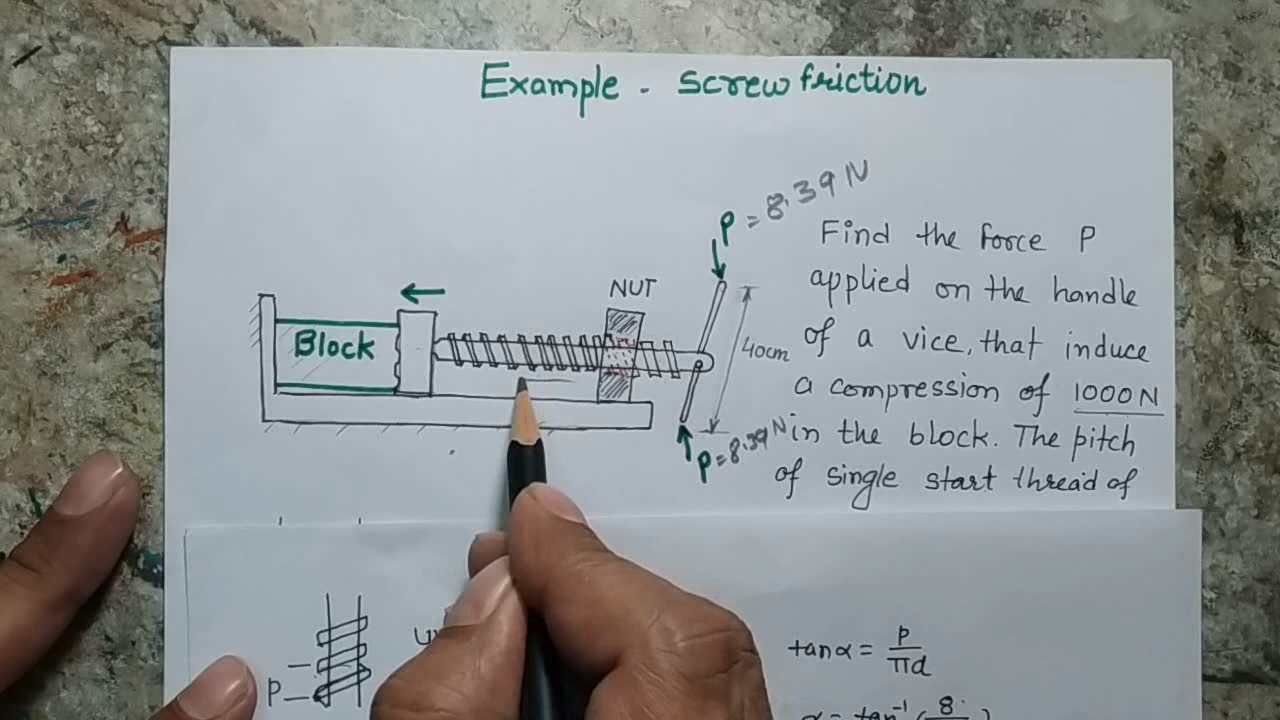 Example - screw friction
P = 8.39 N
Find the force P
applied on the handle
of a vice, that induce
a compression of 1000N
in the block. The pitch
of single start thread of
NUT
Block
40cm
P = 8.39 N
P
tanα = P/πd